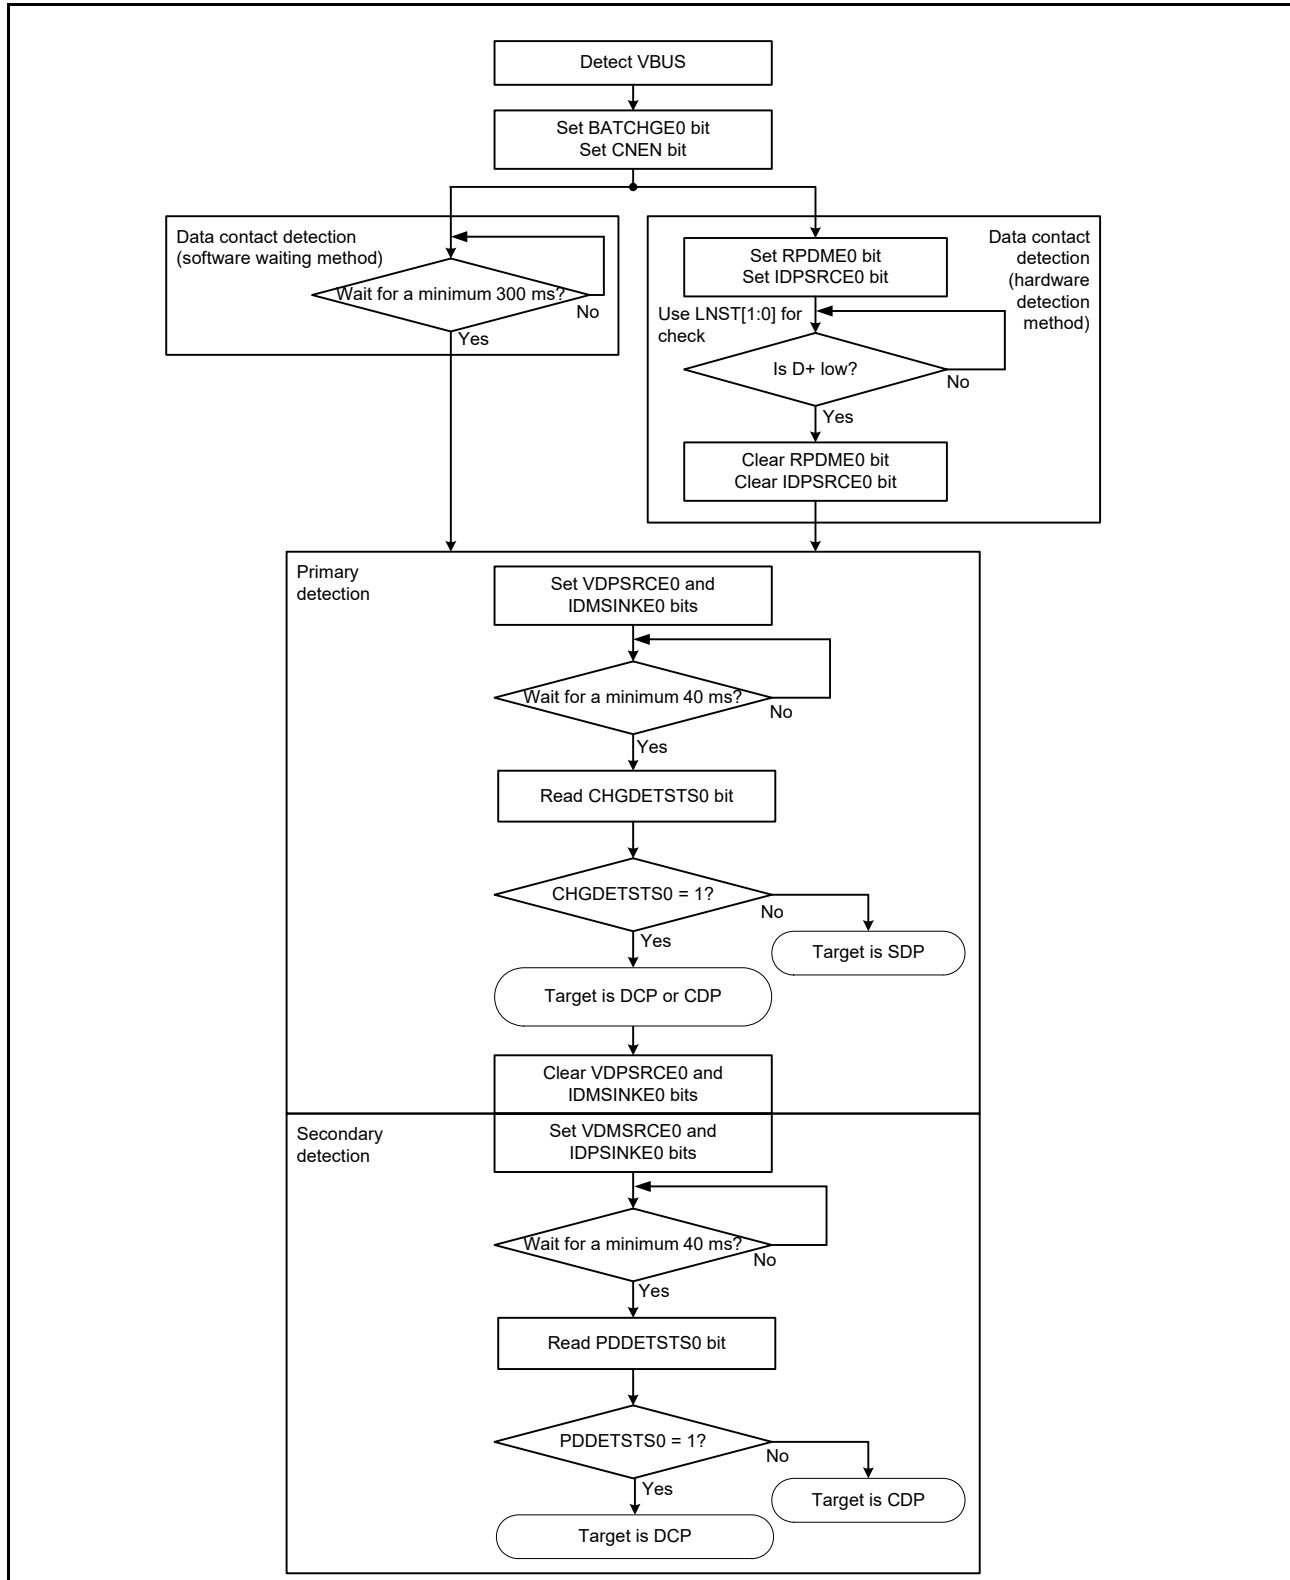 Detect VBUS
Set BATCHGE0 bit
Set CNEN bit
Data contact detection
(software waiting method)
Wait for a minimum 300 ms?
No
Yes
Data contact
detection
(hardware
detection
method)
Set RPDME0 bit
Set IDPSRCE0 bit
Use LNST[1:0] for
check
Is D+ low?
No
Yes
Clear RPDME0 bit
Clear IDPSRCE0 bit
Primary
detection
Set VDPSRCE0 and
IDMSINKE0 bits
Wait for a minimum 40 ms?
No
Yes
Read CHGDETSTS0 bit
CHGDETSTS0 = 1?
No
Yes
Target is SDP
Target is DCP or CDP
Clear VDPSRCE0 and
IDMSINKE0 bits
Secondary
detection
Set VDMSRCE0 and
IDPSINKE0 bits
Wait for a minimum 40 ms?
No
Yes
Read PDDETSTS0 bit
PDDETSTS0 = 1?
No
Yes
Target is CDP
Target is DCP